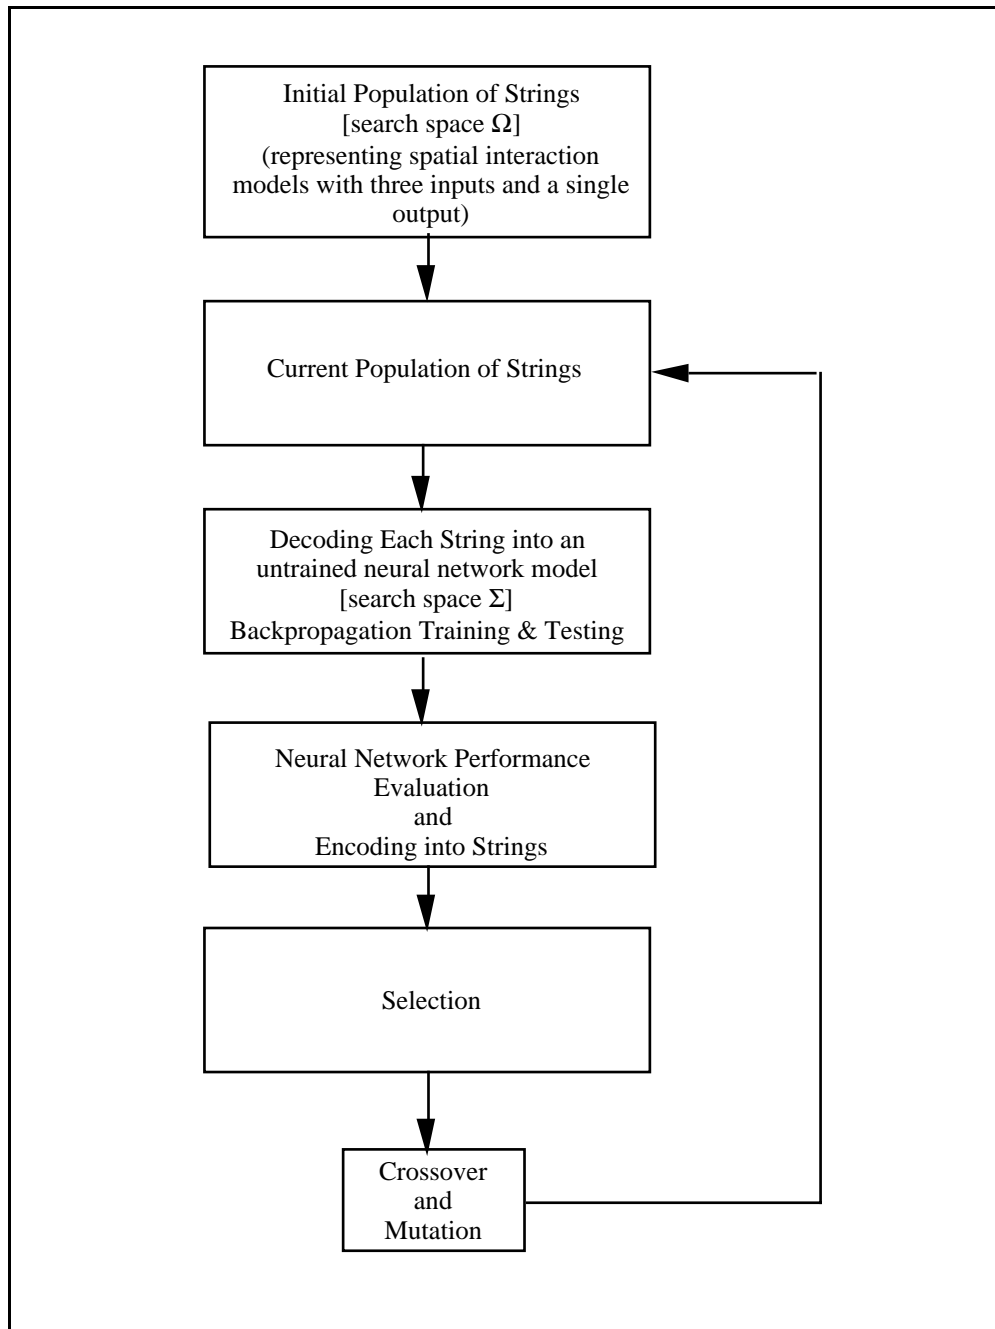 Initial Population of Strings
[search space Ω]
(representing spatial interaction
models with three inputs and a single
output)
Current Population of Strings
Decoding Each String into an
untrained neural network model
[search space Σ]
Backpropagation Training & Testing
Neural Network Performance
Evaluation
and
Encoding into Strings
Selection
Crossover
and
Mutation